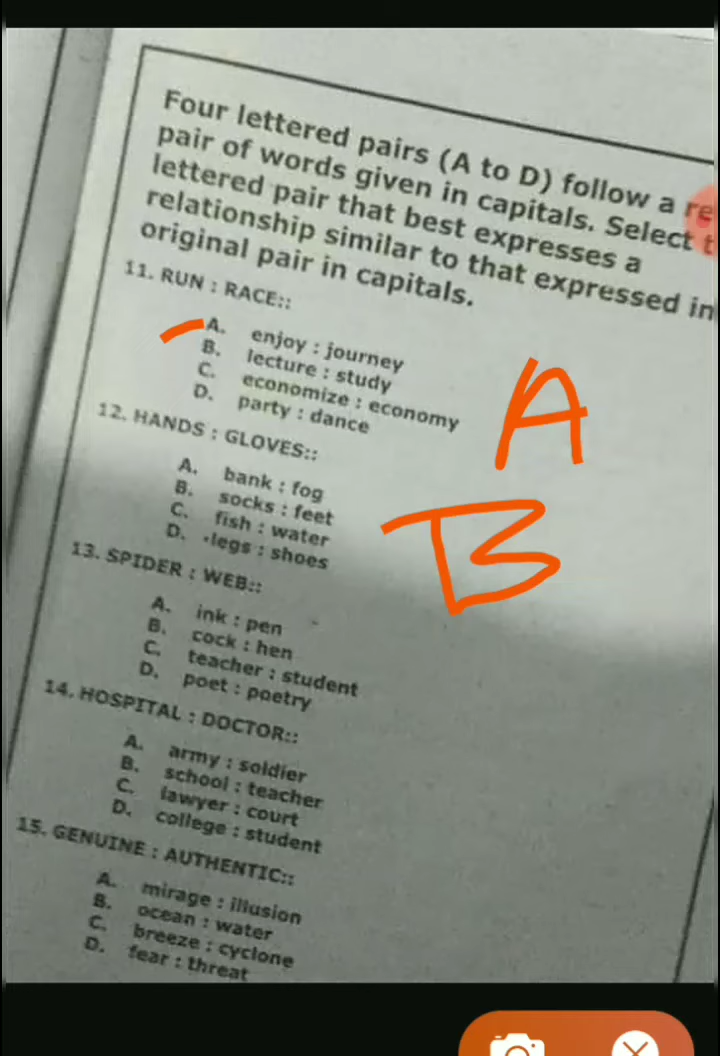 Four lettered pairs (A to D) follow a re
pair of words given in capitals. Select t
lettered pair that best expresses a
relationship similar to that expressed in
original pair in capitals.
11. RUN : RACE::
A. enjoy : journey
B. lecture : study
C. economize : economy
D. party : dance
A
12. HANDS : GLOVES::
A. bank : fog
B. socks : feet
C. fish : water
D. legs : shoes
B
13. SPIDER : WEB::
A. ink : pen
B. cock : hen
C. teacher : student
D. poet : poetry
14. HOSPITAL : DOCTOR::
A. army : soldier
B. school : teacher
C. lawyer : court
D. college : student
15. GENUINE : AUTHENTIC::
A. mirage : illusion
B. ocean : water
C. breeze : cyclone
D. fear : threat